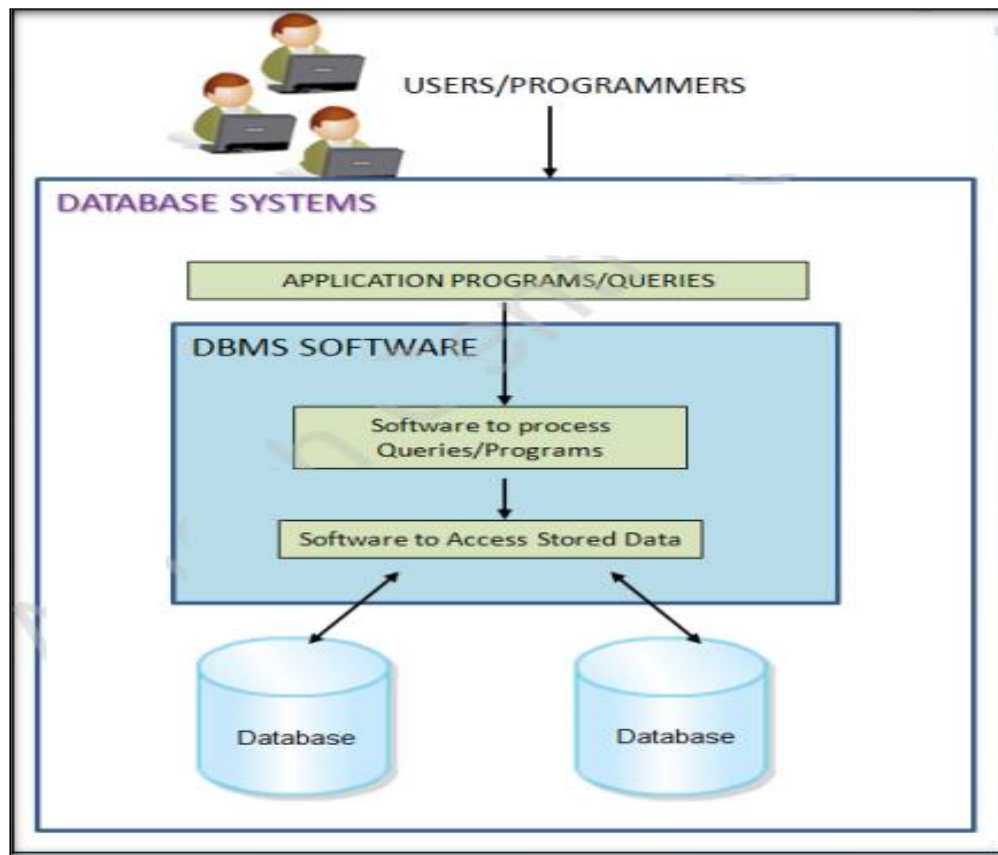 USERS/PROGRAMMERS
DATABASE SYSTEMS
APPLICATION PROGRAMS/QUERIES
DBMS SOFTWARE
Software to process
Queries/Programs
Software to Access Stored Data
Database
Database